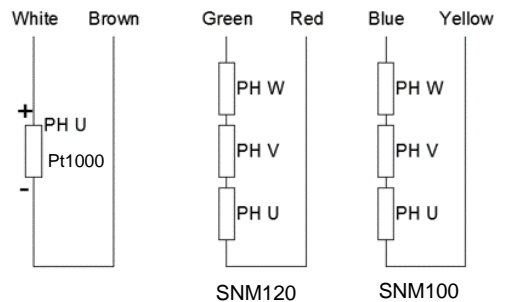 White Brown Green Red Blue Yellow
PH W PH W
+
PH U
Pt1000
PH V PH V
-
PH U PH U
SNM120 SNM100